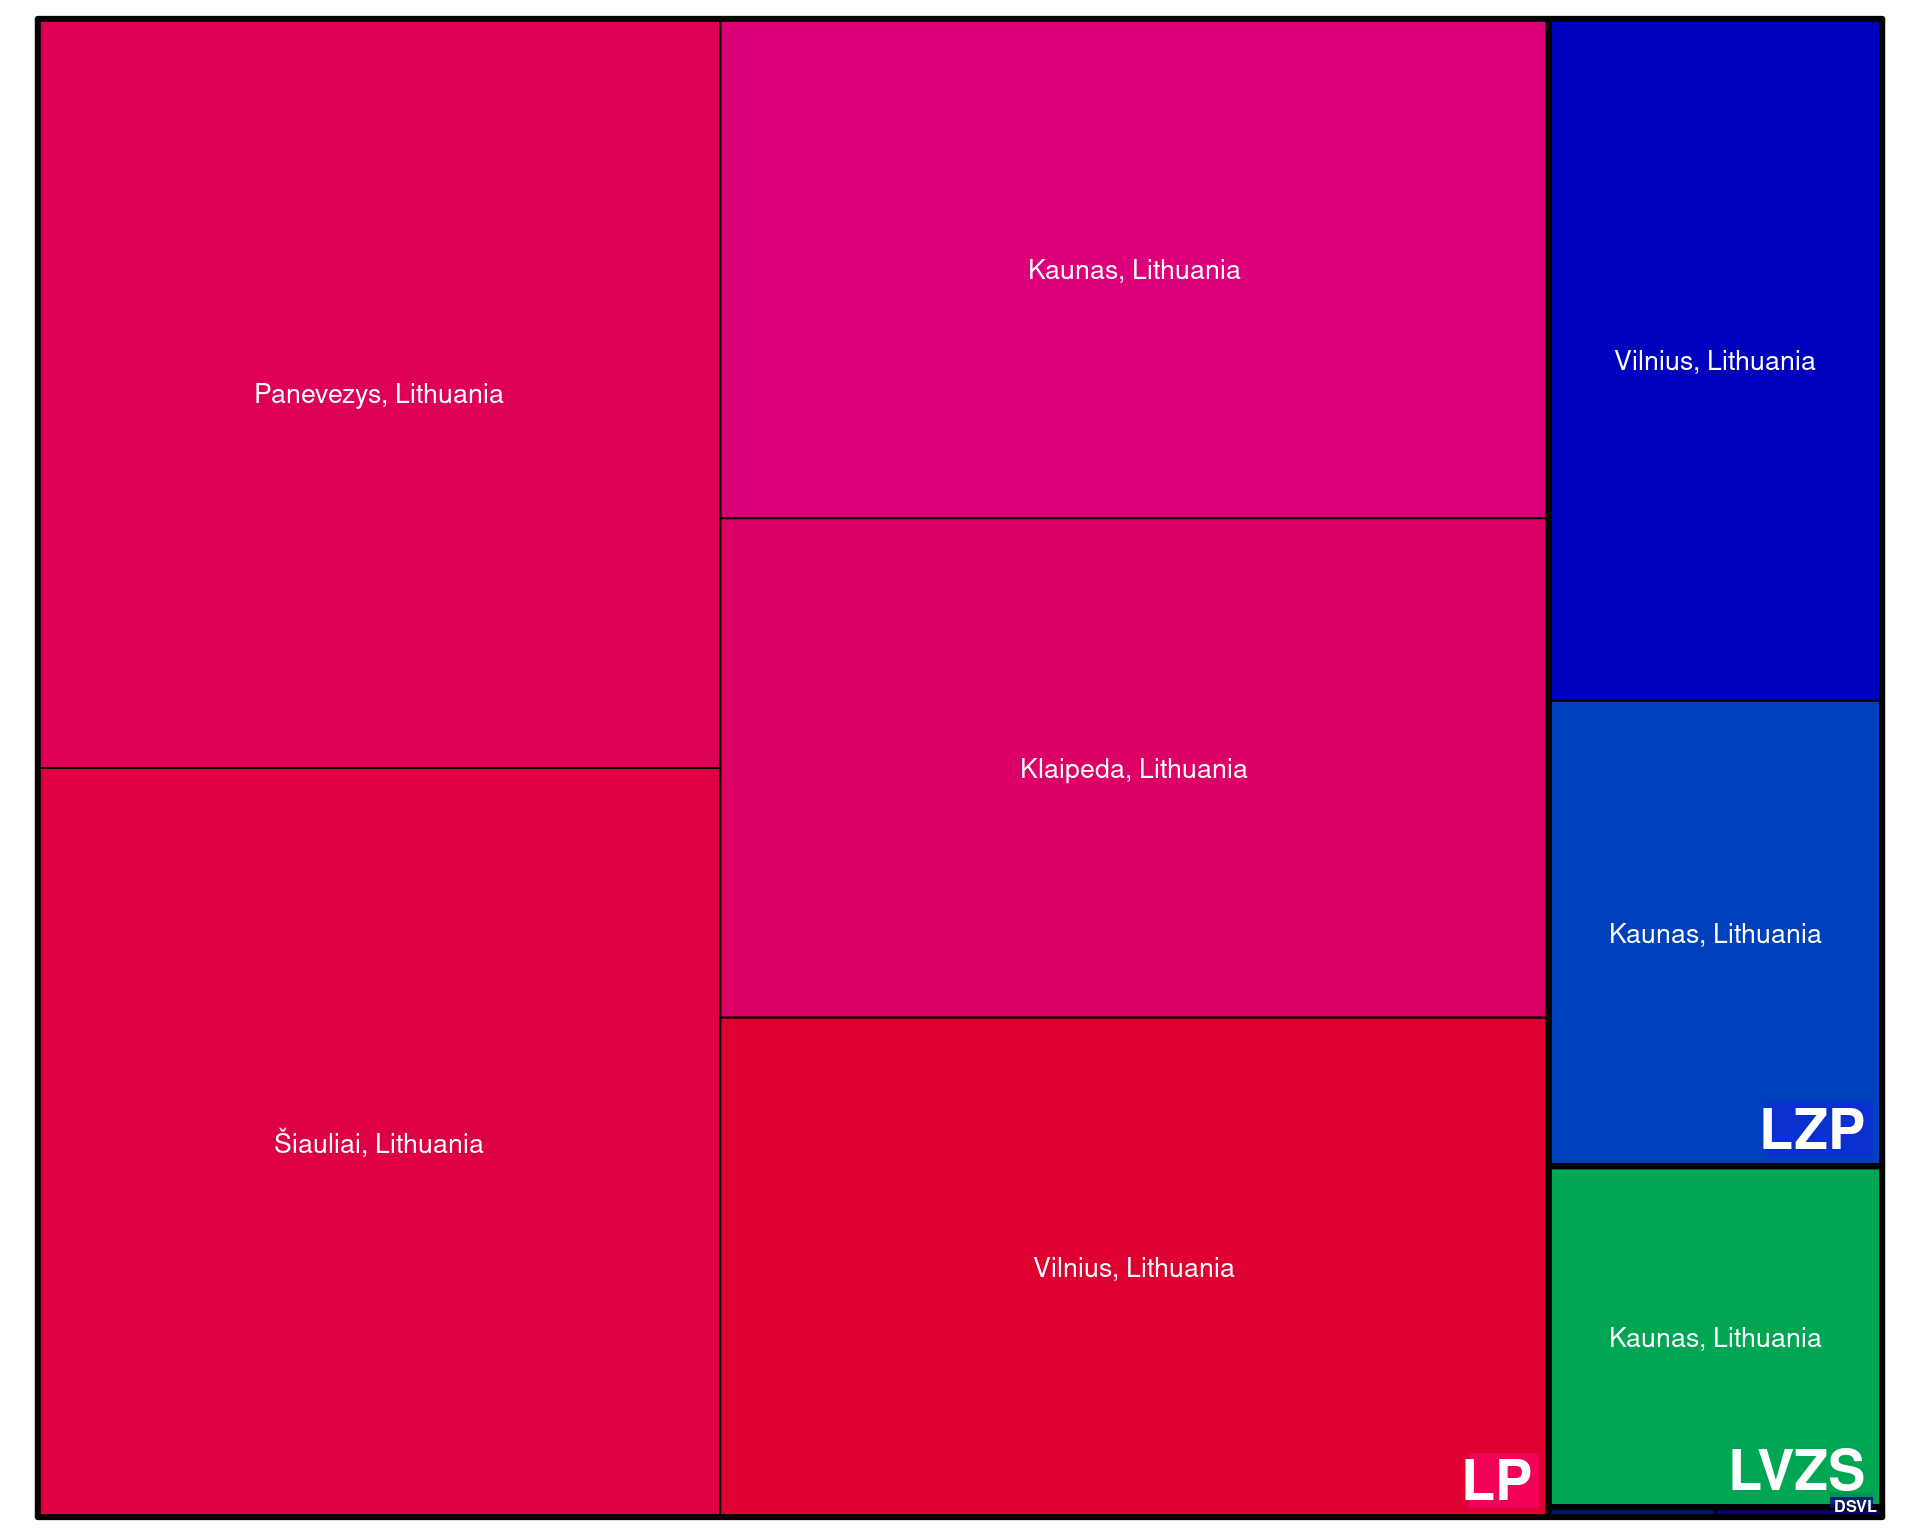 Panevezys, Lithuania
Šiauliai, Lithuania
Kaunas, Lithuania
Klaipeda, Lithuania
Vilnius, Lithuania
LP
Vilnius, Lithuania
Kaunas, Lithuania
LZP
Kaunas, Lithuania
LVZS
DSVL